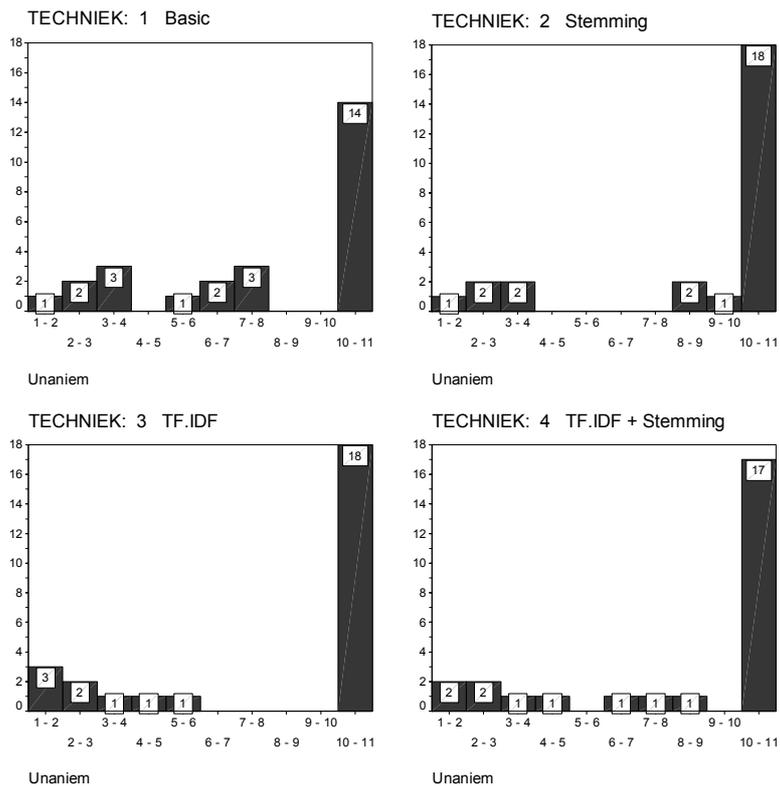 TECHNIEK: 1 Basic
18
16
14
12
10
8
6
4
2
0
1 2 3 1 2 3 14
1 - 2 3 - 4 5 - 6 7 - 8 9 - 10
2 - 3 4 - 5 6 - 7 8 - 9 10 - 11
Unaniem
TECHNIEK: 2 Stemming
18
16
14
12
10
8
6
4
2
0
1 2 2 2 1 18
1 - 2 3 - 4 5 - 6 7 - 8 9 - 10
2 - 3 4 - 5 6 - 7 8 - 9 10 - 11
Unaniem
TECHNIEK: 3 TF.IDF
18
16
14
12
10
8
6
4
2
0
3 2 1 1 1 18
1 - 2 3 - 4 5 - 6 7 - 8 9 - 10
2 - 3 4 - 5 6 - 7 8 - 9 10 - 11
Unaniem
TECHNIEK: 4 TF.IDF + Stemming
18
16
14
12
10
8
6
4
2
0
2 2 1 1 1 1 1 17
1 - 2 3 - 4 5 - 6 7 - 8 9 - 10
2 - 3 4 - 5 6 - 7 8 - 9 10 - 11
Unaniem